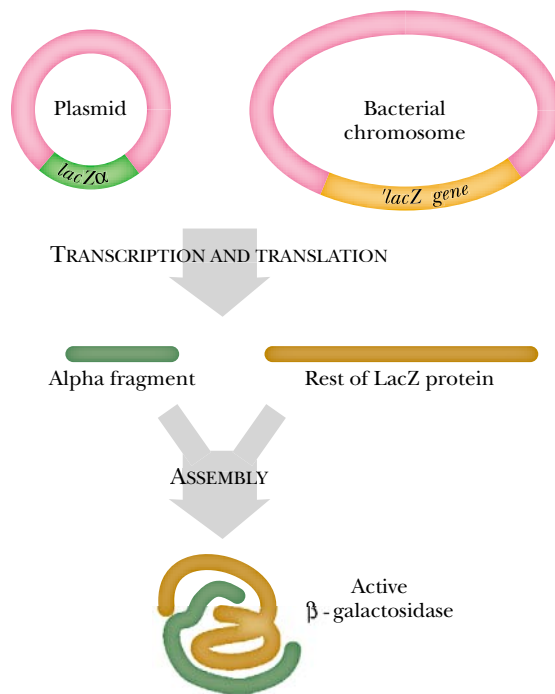 Plasmid
lacZα
Bacterial
chromosome
'lacZ gene
TRANSCRIPTION AND TRANSLATION
Alpha fragment
Rest of LacZ protein
ASSEMBLY
Active
β-galactosidase